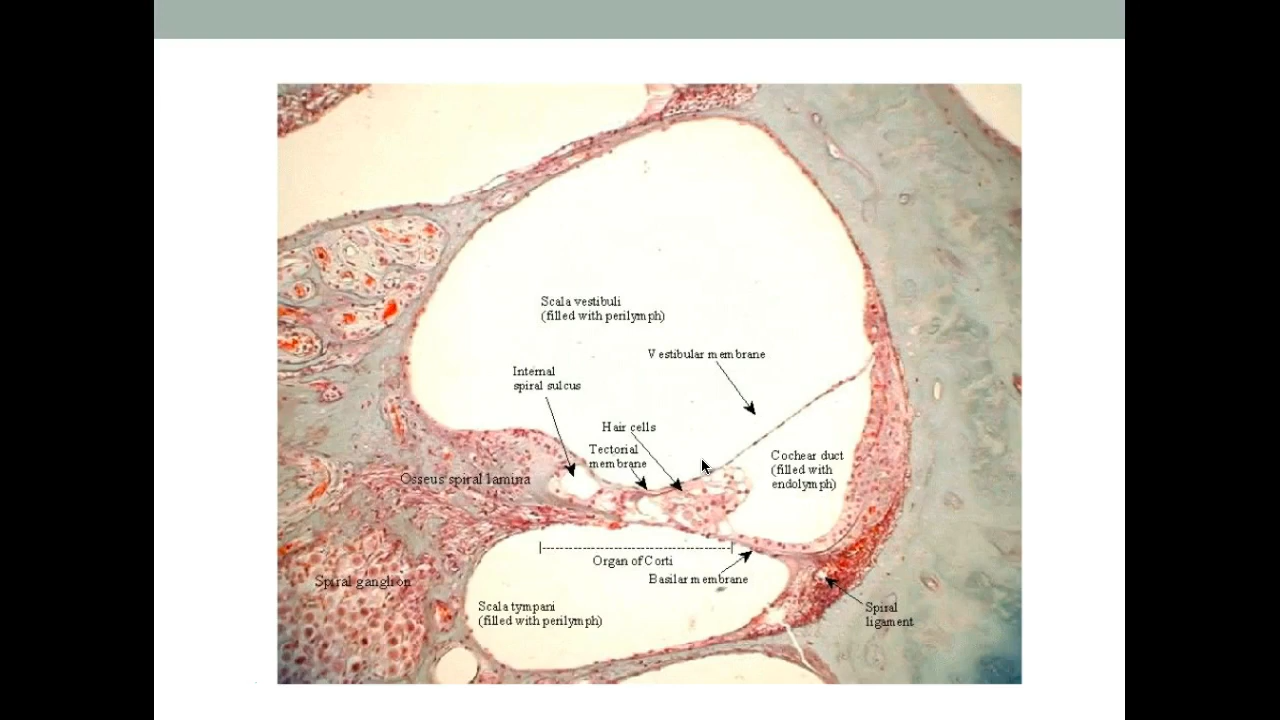 Scala vestibuli
(filled with perilymph)
Vestibular membrane
Internal
spiral sulcus
Hair cells
Tectorial
membrane
Cochear duct
(filled with
endolymph)
Osseus spiral lamina
Organ of Corti
Basilar membrane
Spiral ganglion
Scala tympani
(filled with perilymph)
Spiral
ligament